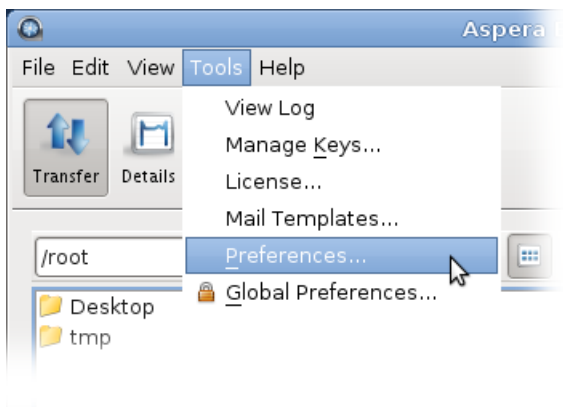 Aspera
File Edit View Tools Help
View Log
Manage Keys...
License...
Mail Templates...
Preferences...
Global Preferences...
Transfer
Details
/root
Desktop
tmp